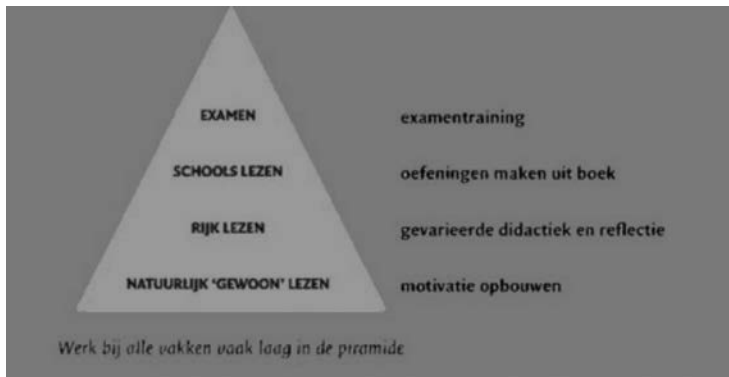 EXAMEN examentraining
SCHOOLS LEZEN oefeningen maken uit boek
RIJK LEZEN gevarieerde didactiek en reflectie
NATUURLIJK ‘GEWOON’ LEZEN motivatie opbouwen
Werk bij alle vakken vaak laag in de piramide